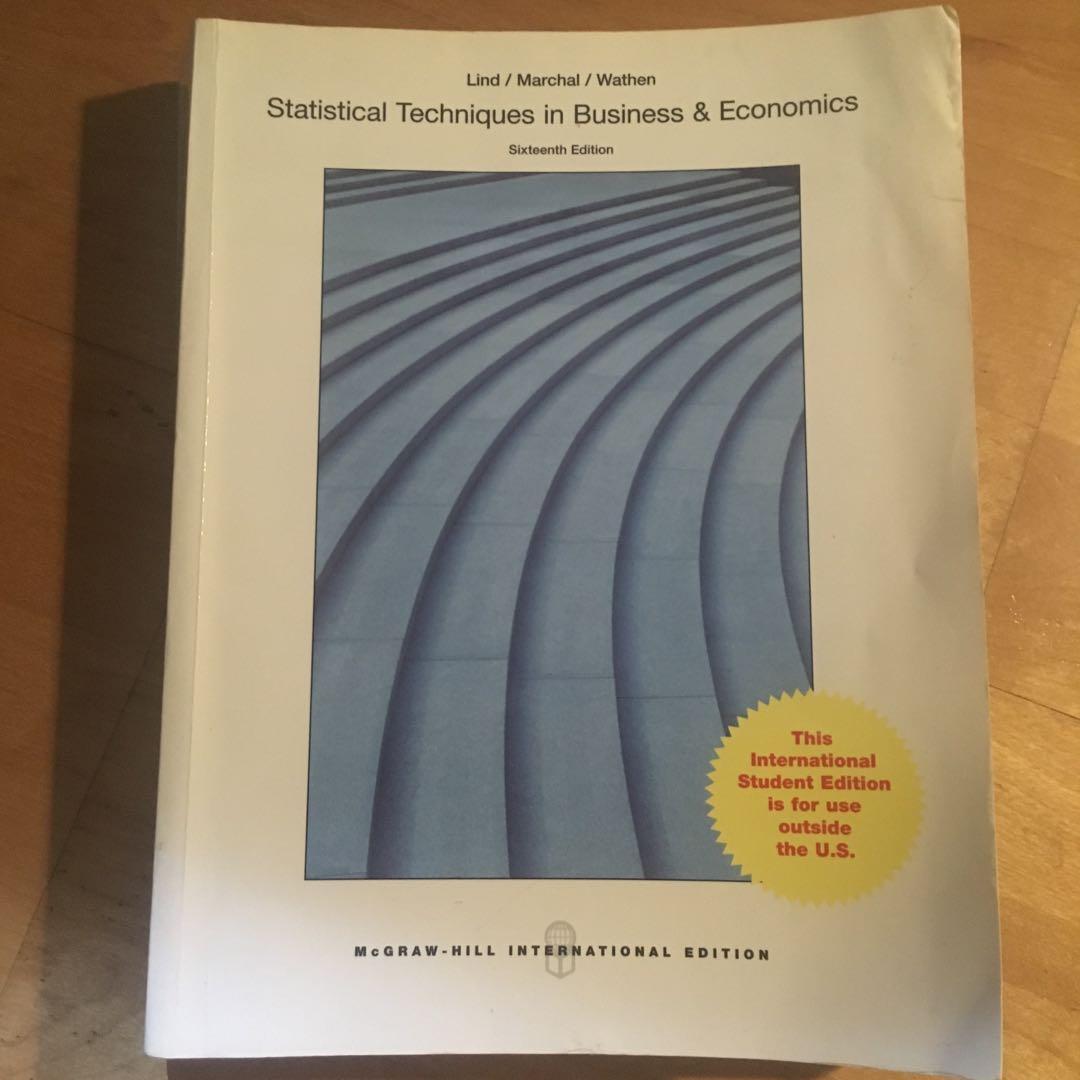 Lind / Marchal / Wathen
Statistical Techniques in Business & Economics
Sixteenth Edition
This
International
Student Edition
is for use
outside
the U.S.
McGRAW-HILL INTERNATIONAL EDITION